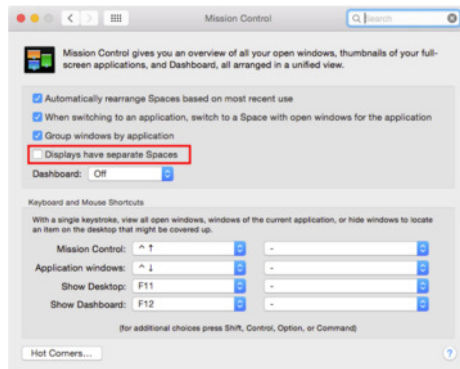 Mission Control
Search
Mission Control gives you an overview of all your open windows, thumbnails of your full-
screen applications, and Dashboard, all arranged in a unified view.
Automatically rearrange Spaces based on most recent use
When switching to an application, switch to a Space with open windows for the application
Group windows by application
Displays have separate Spaces
Dashboard: Off
Keyboard and Mouse Shortcuts
With a single keystroke, view all open windows, windows of the current application, or hide windows to locate
an item on the desktop that might be covered up.
Mission Control: ^ ↑ -
Application windows: ^ ↓ -
Show Desktop: F11 -
Show Dashboard: F12 -
(for additional choices press Shift, Control, Option, or Command)
Hot Corners... ?